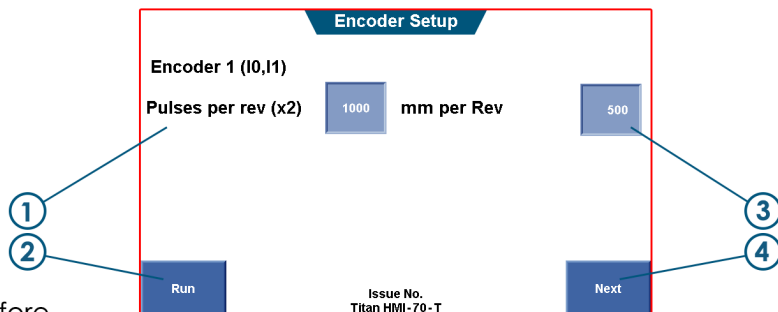 Encoder Setup
Encoder 1 (I0,I1)
Pulses per rev (x2) 1000 mm per Rev 500
1 3
2 4
Run Issue No. Next
Titan HMI-70-T